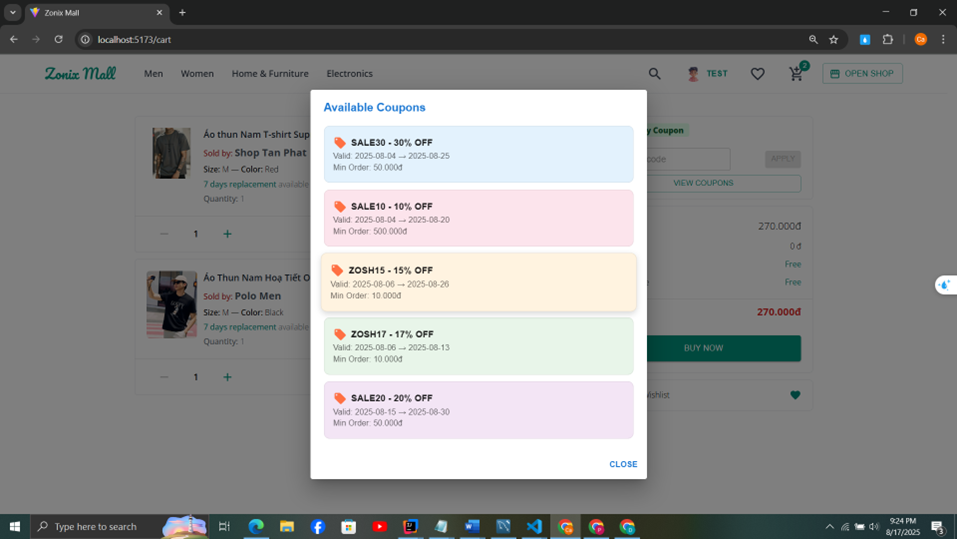 Zonix Mall
localhost:5173/cart
Ca
Zonix Mall
Men
Women
Home & Furniture
Electronics
TEST
2
OPEN SHOP
Available Coupons
SALE30 - 30% OFF
Valid: 2025-08-04 → 2025-08-25
Min Order: 50.000đ
SALE10 - 10% OFF
Valid: 2025-08-04 → 2025-08-20
Min Order: 500.000đ
ZOSH15 - 15% OFF
Valid: 2025-08-06 → 2025-08-26
Min Order: 10.000đ
ZOSH17 - 17% OFF
Valid: 2025-08-06 → 2025-08-13
Min Order: 10.000đ
SALE20 - 20% OFF
Valid: 2025-08-15 → 2025-08-30
Min Order: 50.000đ
CLOSE
Áo thun Nam T-shirt Sup
Sold by: Shop Tan Phat
Size: M — Color: Red
7 days replacement available
Quantity: 1
1
Áo Thun Nam Hoạ Tiết O
Sold by: Polo Men
Size: M — Color: Black
7 days replacement available
Quantity: 1
1
y Coupon
code
APPLY
VIEW COUPONS
270.000đ
0 đ
Free
Free
270.000đ
BUY NOW
Wishlist
Type here to search
9:24 PM
8/17/2025
3